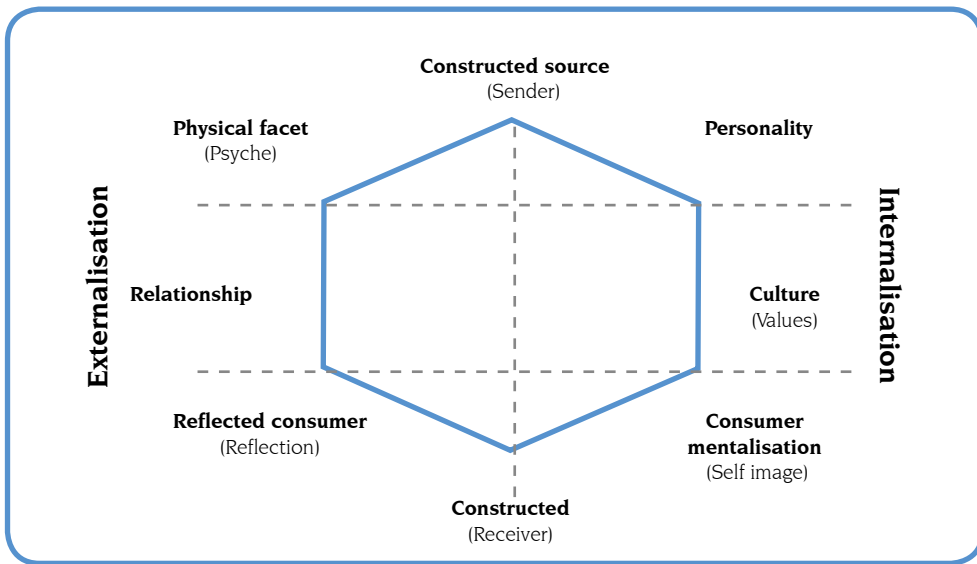 Constructed source
(Sender)
Physical facet
(Psyche)
Personality
Externalisation
Internalisation
Relationship
Culture
(Values)
Reflected consumer
(Reflection)
Consumer
mentalisation
(Self image)
Constructed
(Receiver)